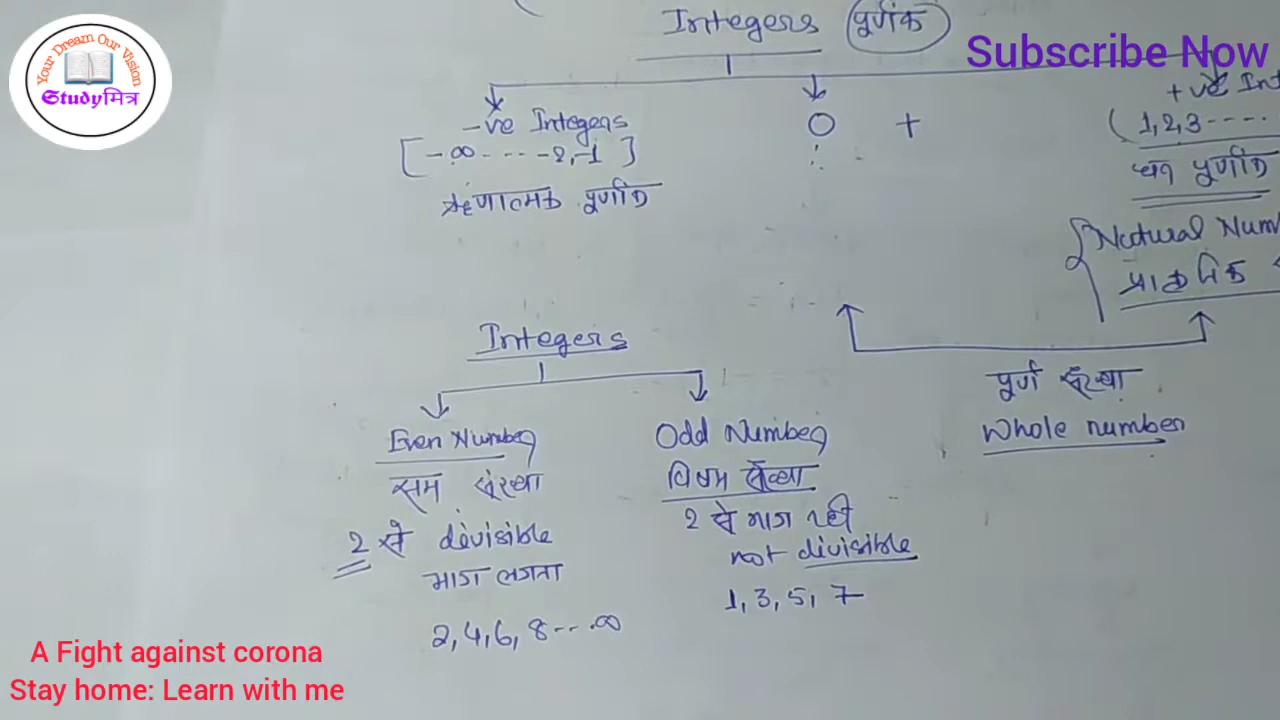 Your Dream Our Vision
Studyमित्र
Subscribe Now
Integers पूर्णांक
-ve Integers
0 +
+ve Int
[-∞ ---- -2, -1 ]
( 1, 2, 3 -----
ऋणात्मक पूर्णांक
धन पूर्णांक
Natural Num
Integers
पूर्ण संख्या
Whole number
Even Number
Odd Number
सम संख्या
विषम संख्या
2 से devisible
2 से भाग नही
भाग लगता
not divisible
2, 4, 6, 8 --- ∞
1, 3, 5, 7
A Fight against corona
Stay home: Learn with me